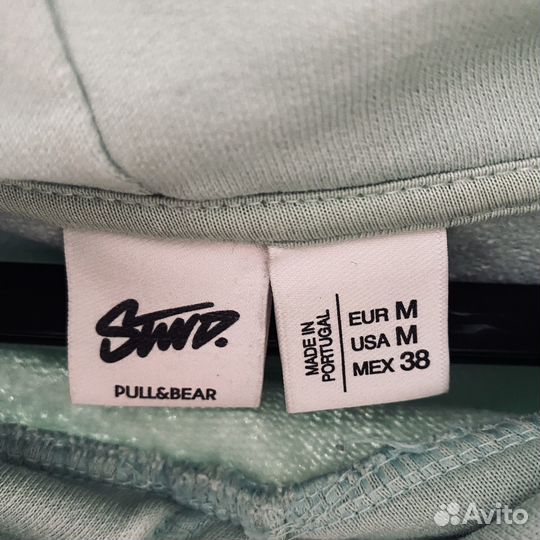 STWD.
PULL&BEAR
MADE IN
PORTUGAL
EUR M
USA M
MEX 38
Avito